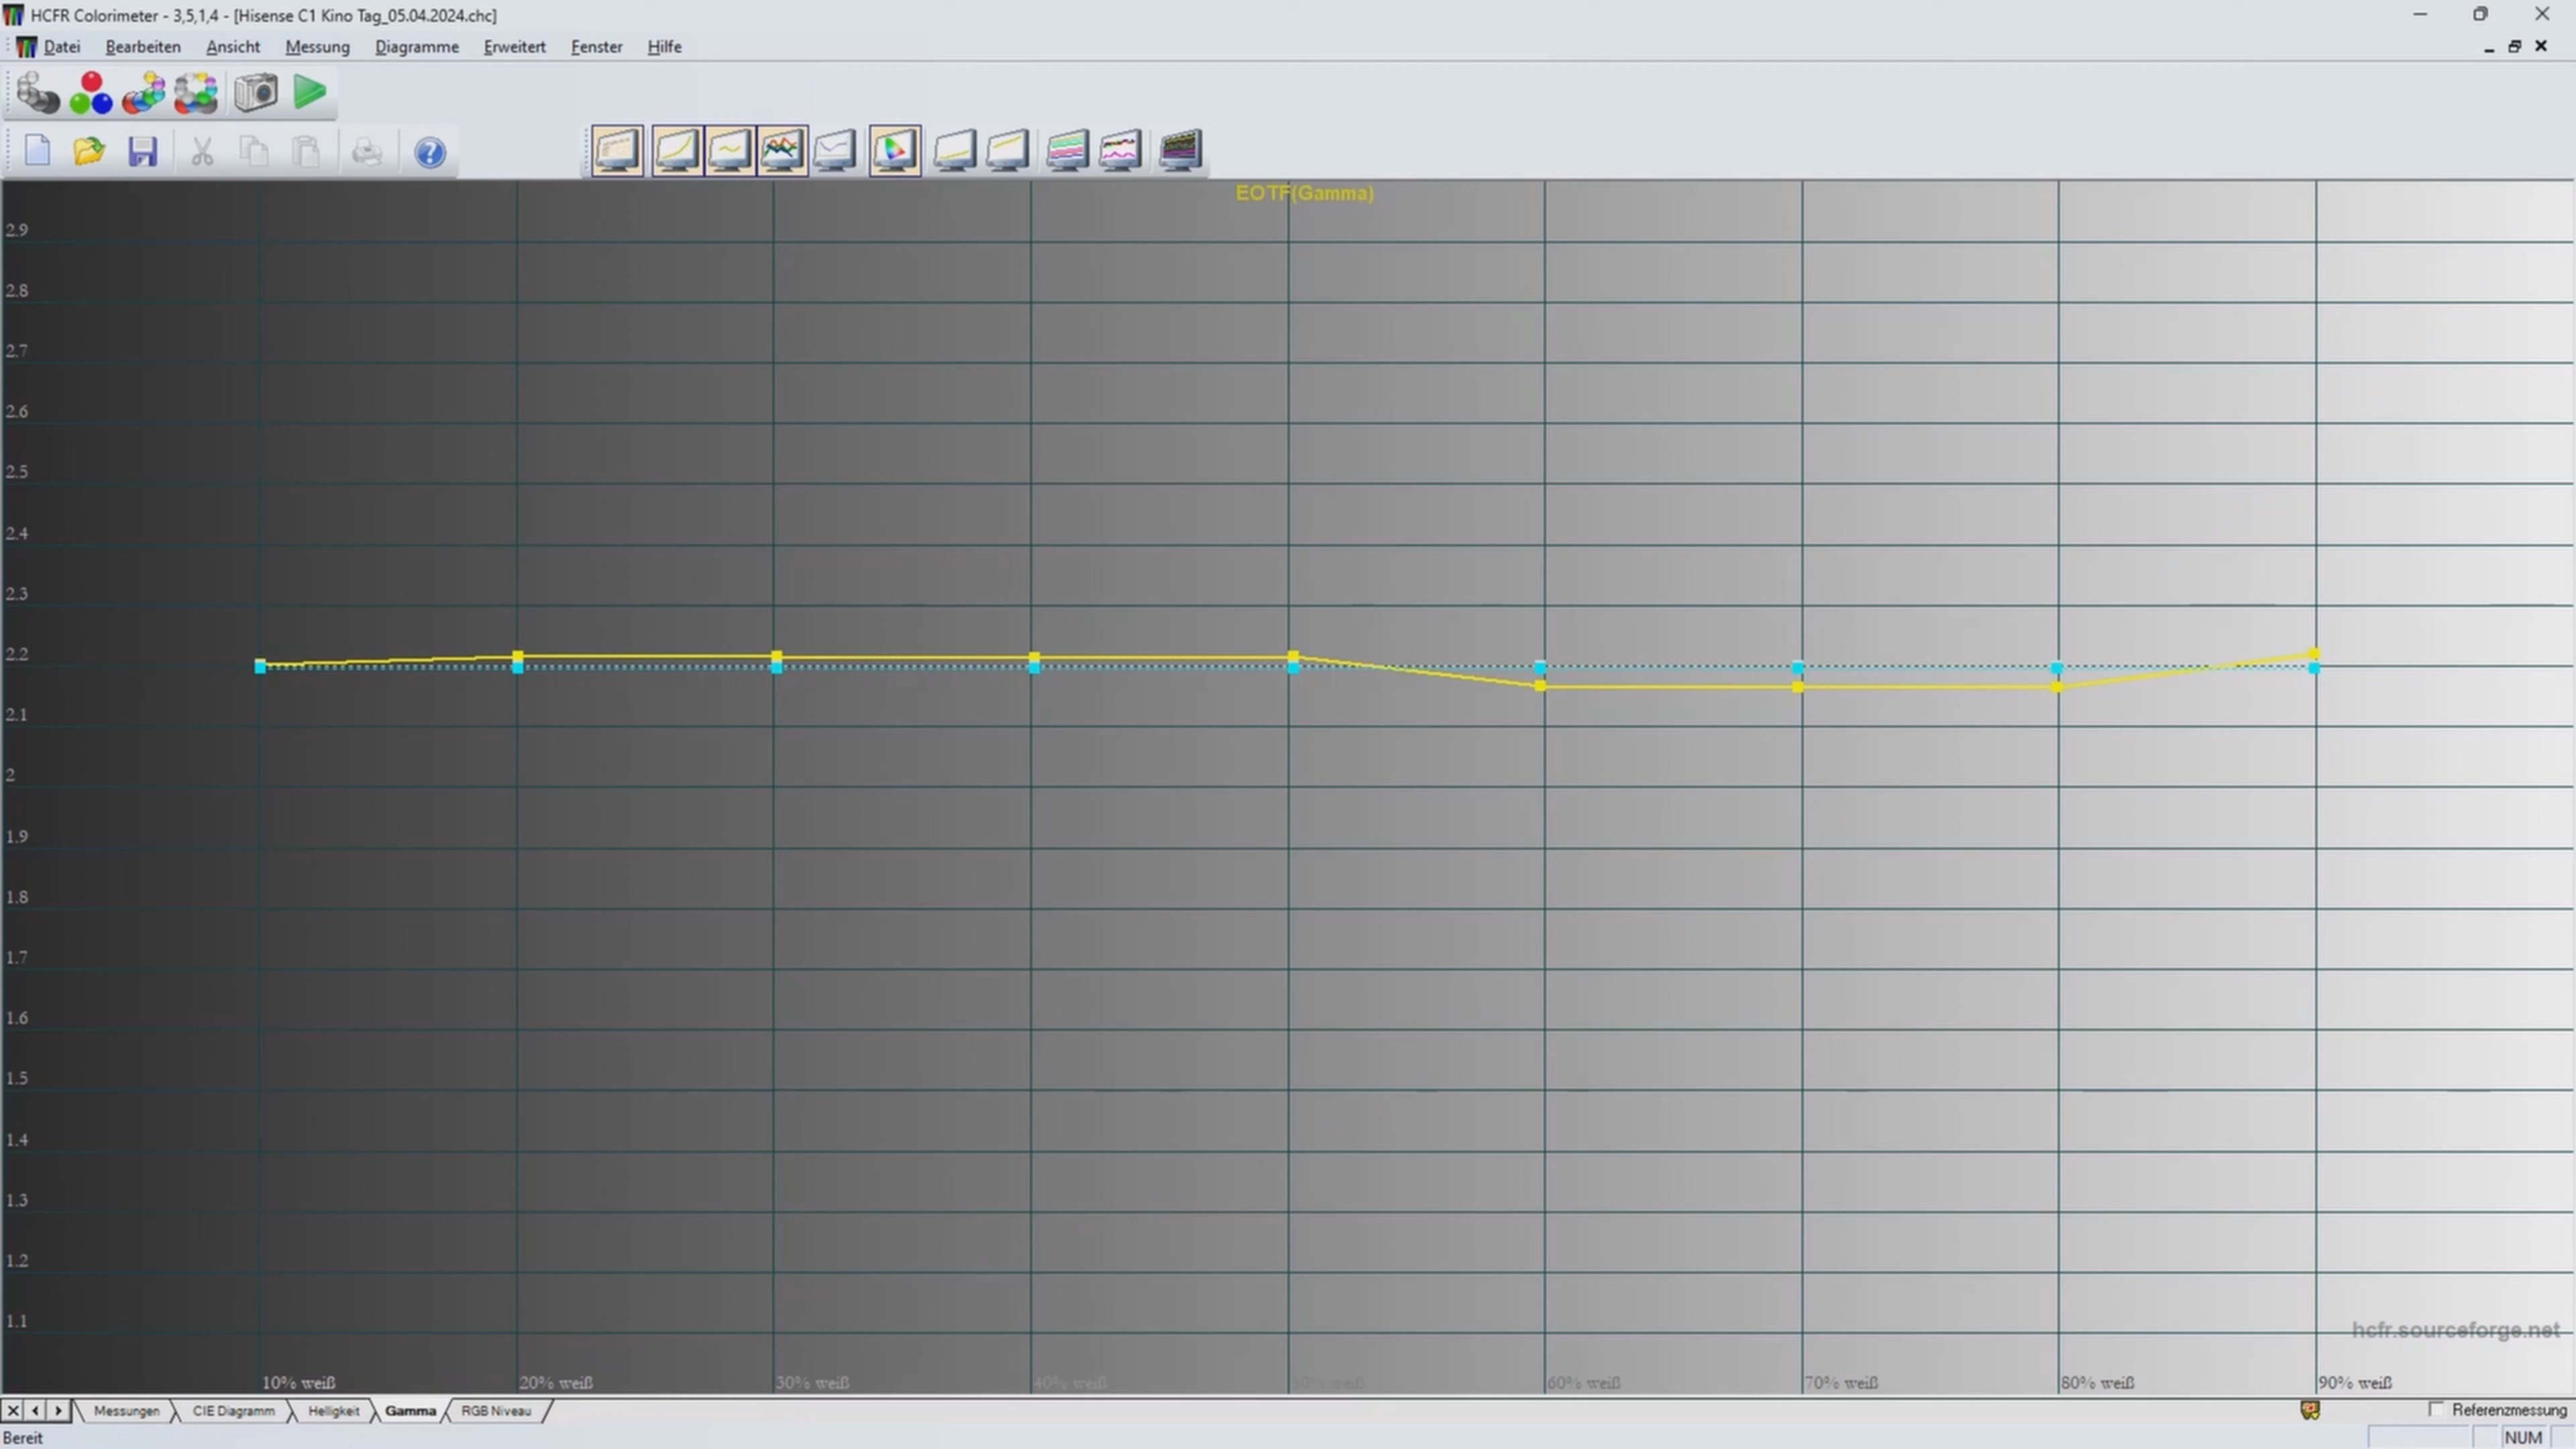 HCFR Colorimeter - 3,5,1,4 - [Hisense C1 Kino Tag_05.04.2024.chc]
Datei Bearbeiten Ansicht Messung Diagramme Erweitert Fenster Hilfe
EOTF(Gamma)
2.9
2.8
2.7
2.6
2.5
2.4
2.3
2.2
2.1
2
1.9
1.8
1.7
1.6
1.5
1.4
1.3
1.2
1.1
hcfr.sourceforge.net
10% weiß 20% weiß 30% weiß 40% weiß 50% weiß 60% weiß 70% weiß 80% weiß 90% weiß
Messungen CIE Diagramm Helligkeit Gamma RGB Niveau Referenzmessung
Bereit NUM